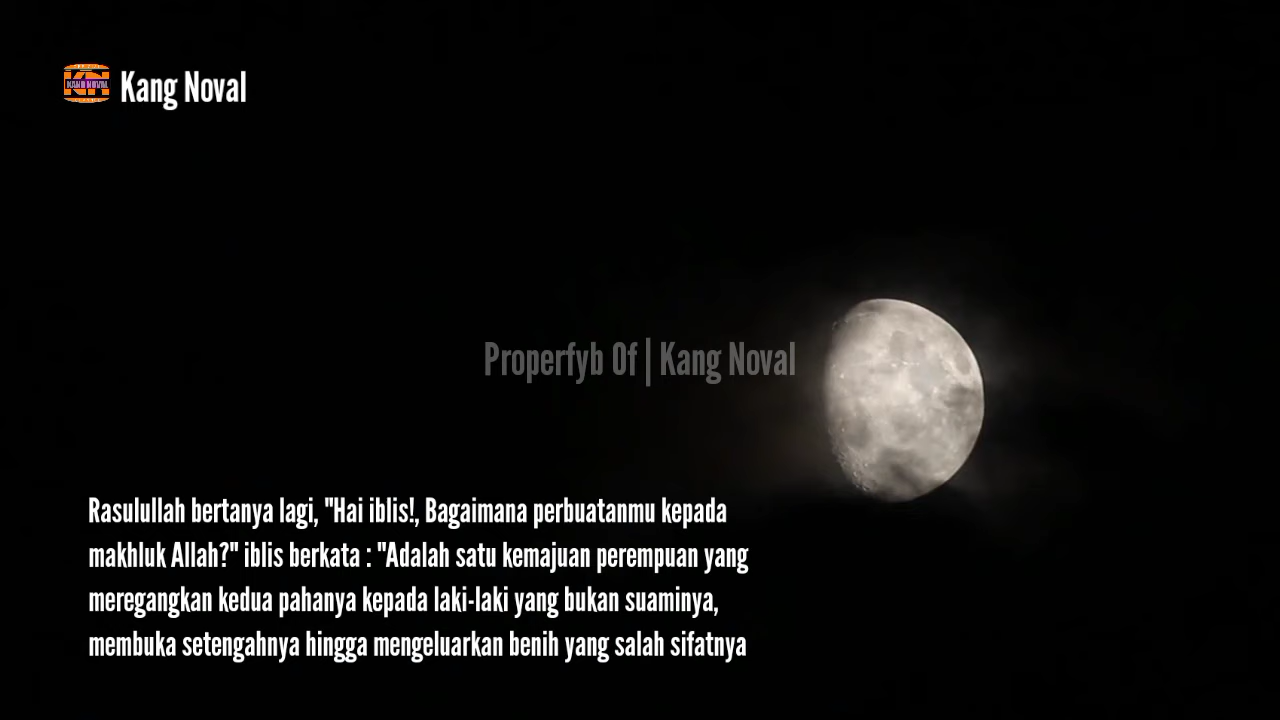 Kang Noval
Properfyb Of | Kang Noval
Rasulullah bertanya lagi, "Hai iblis!, Bagaimana perbuatanmu kepada
makhluk Allah?" iblis berkata : "Adalah satu kemajuan perempuan yang
meregangkan kedua pahanya kepada laki-laki yang bukan suaminya,
membuka setengahnya hingga mengeluarkan benih yang salah sifatnya